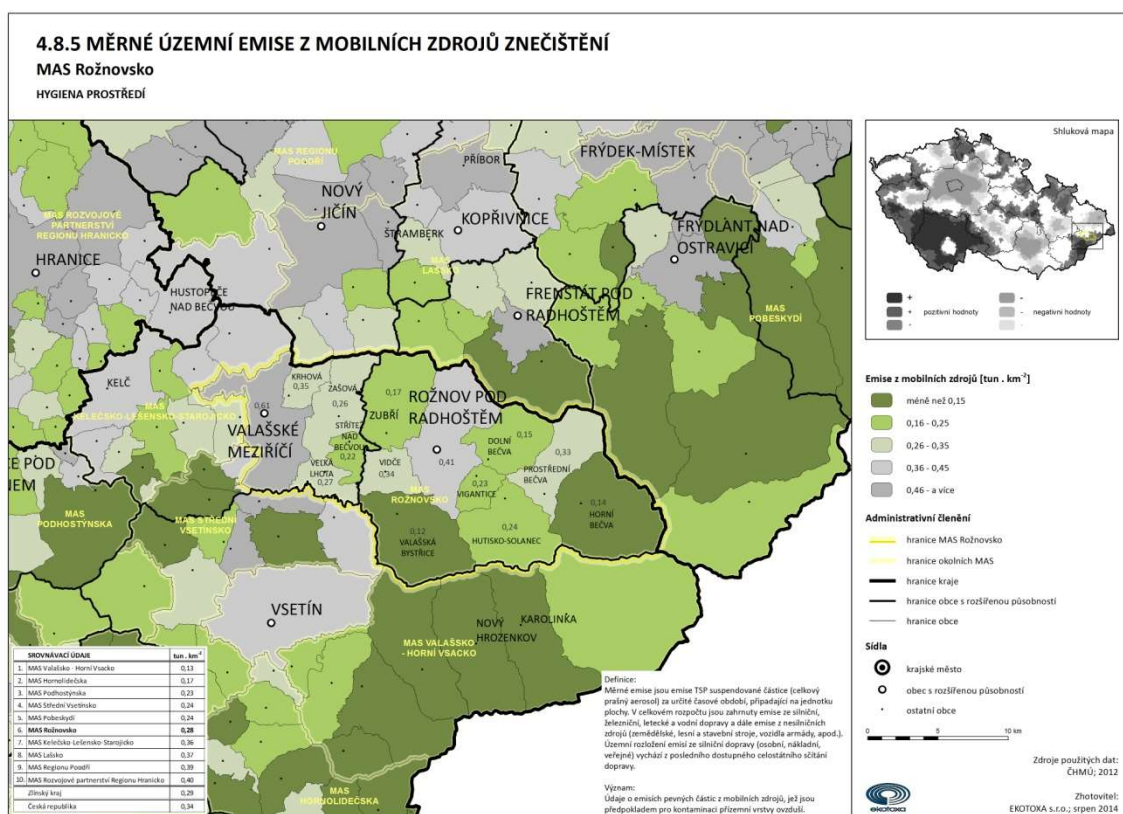 4.8.5 MĚRNÉ ÚZEMNÍ EMISE Z MOBILNÍCH ZDROJŮ ZNEČIŠTĚNÍ
MAS Rožnovsko
HYGIENA PROSTŘEDÍ
MAS REGIONU
POODŘÍ
PŘÍBOR
FRÝDEK-MÍSTEK
NOVÝ
JIČÍN
KOPŘIVNICE
MAS ROZVOJOVÉ
PARTNERSTVÍ
REGIONU HRANICKO
HRANICE
ŠTRAMBERK
FRÝDLANT NAD
OSTRAVICÍ
MAS
LAŠSKO
HUSTOPEČE
NAD BEČVOU
FRENŠTÁT POD
RADHOŠTĚM
MAS
POBESKYDÍ
KELČ
MAS
KELEČSKO-LEŠENSKO-STAROJICKO
KRHOVÁ
0,35
ZAŠOVÁ
0,26
0,61
VALAŠSKÉ
MEZIŘÍČÍ
STŘÍTEŽ
NAD
BEČVOU
0,22
VELKÁ
LHOTA
0,27
0,17
ZUBŘÍ
ROŽNOV POD
RADHOŠTĚM
0,41
VIDČE
0,34
0,15
DOLNÍ
BEČVA
0,33
PROSTŘEDNÍ
BEČVA
0,23
VIGANTICE
MAS
ROŽNOVSKO
0,14
HORNÍ
BEČVA
0,12
VALAŠSKÁ
BYSTŘICE
0,24
HUTISKO-SOLANEC
MAS
PODHOSTÝNSKA
MAS STŘEDNÍ
VSETÍNSKO
VSETÍN
NOVÝ
HROZENKOV
KAROLINKA
MAS VALAŠSKO
- HORNÍ VSACKO
MAS
HORNOLIDEČSKA
SROVNÁVACÍ ÚDAJE tun . km-2
1. MAS Valašsko - Horní Vsacko 0,13
2. MAS Hornolidečska 0,17
3. MAS Podhostýnska 0,23
4. MAS Střední Vsetínsko 0,24
5. MAS Pobeskydí 0,24
6. MAS Rožnovsko 0,28
7. MAS Kelečsko-Lešensko-Starojicko 0,36
8. MAS Lašsko 0,37
9. MAS Regionu Poodří 0,39
10. MAS Rozvojové partnerství Regionu Hranicko 0,40
Zlínský kraj 0,29
Česká republika 0,34
Definice:
Měrné emise jsou emise TSP suspendované částice (celkový
prašný aerosol) za určité časové období, připadající na jednotku
plochy. V celkovém rozpočtu jsou zahrnuty emise ze silniční,
železniční, letecké a vodní dopravy a dále emise z nesilničních
zdrojů (zemědělské, lesní a stavební stroje, vozidla armády, apod.).
Územní rozložení emisí ze silniční dopravy (osobní, nákladní,
veřejné) vychází z posledního dostupného celostátního sčítání
dopravy.
Význam:
Údaje o emisích pevných částic z mobilních zdrojů, jež jsou
předpokladem pro kontaminaci přízemní vrstvy ovzduší.
Shluková mapa
+ -
+ pozitivní hodnoty - negativní hodnoty
Emise z mobilních zdrojů [tun . km-2]
méně než 0,15
0,16 - 0,25
0,26 - 0,35
0,36 - 0,45
0,46 - a více
Administrativní členění
hranice MAS Rožnovsko
hranice okolních MAS
hranice kraje
hranice obce s rozšířenou působností
hranice obce
Sídla
krajské město
obec s rozšířenou působností
ostatní obce
0 5 10 km
Zdroje použitých dat:
ČHMÚ; 2012
Zhotovitel:
EKOTOXA s.r.o.; srpen 2014
ekotoxa